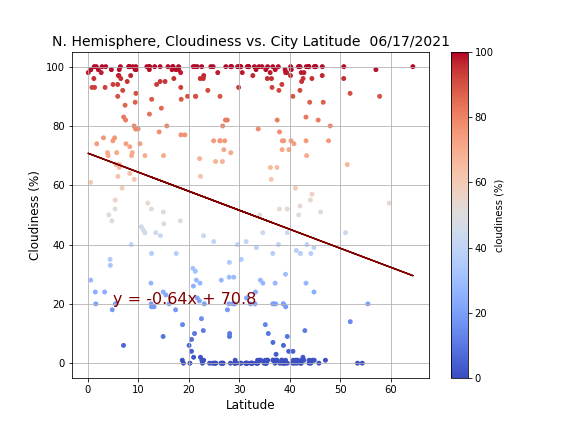 N. Hemisphere, Cloudiness vs. City Latitude 06/17/2021
100
80
60
40
20
0
Cloudiness (%)
y = -0.64x + 70.8
0 10 20 30 40 50 60
Latitude
100
80
60
40
20
0
cloudiness (%)